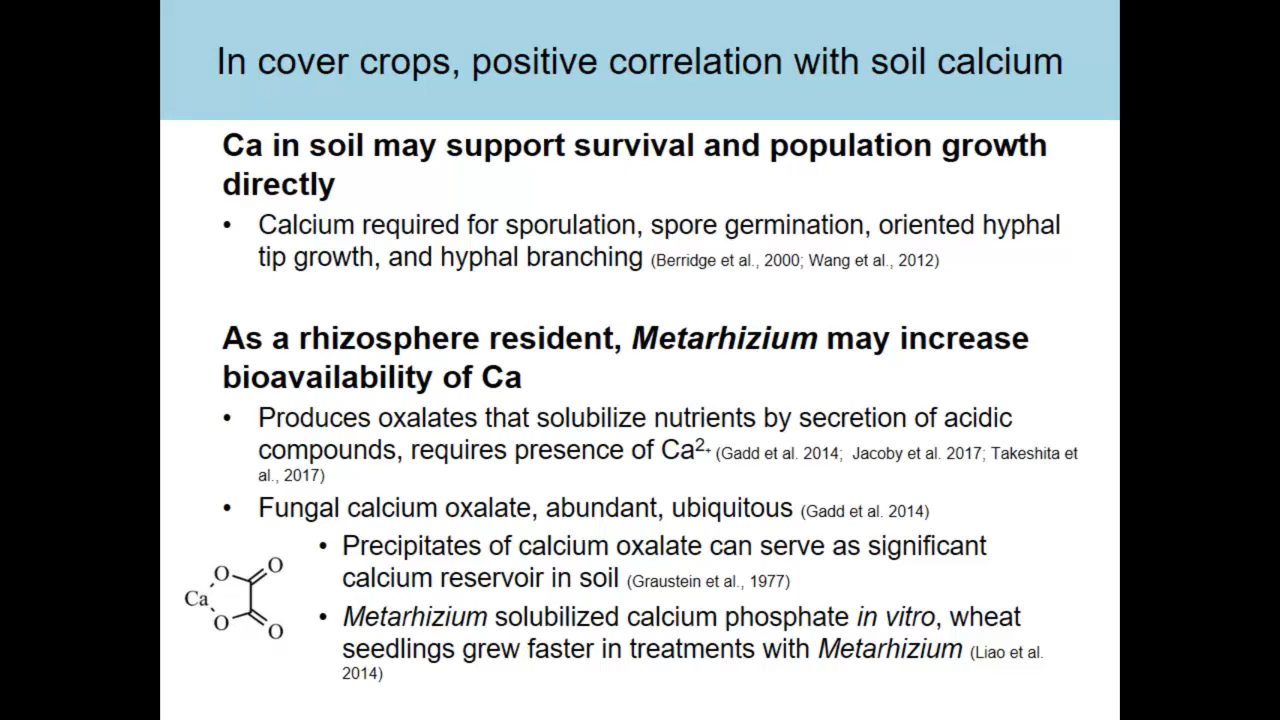 In cover crops, positive correlation with soil calcium
Ca in soil may support survival and population growth
directly
• Calcium required for sporulation, spore germination, oriented hyphal
tip growth, and hyphal branching (Berridge et al., 2000; Wang et al., 2012)
As a rhizosphere resident, Metarhizium may increase
bioavailability of Ca
• Produces oxalates that solubilize nutrients by secretion of acidic
compounds, requires presence of Ca²⁺ (Gadd et al. 2014; Jacoby et al. 2017; Takeshita et
al., 2017)
• Fungal calcium oxalate, abundant, ubiquitous (Gadd et al. 2014)
• Precipitates of calcium oxalate can serve as significant
calcium reservoir in soil (Graustein et al., 1977)
• Metarhizium solubilized calcium phosphate in vitro, wheat
seedlings grew faster in treatments with Metarhizium (Liao et al.
2014)
O
O
Ca
O
O